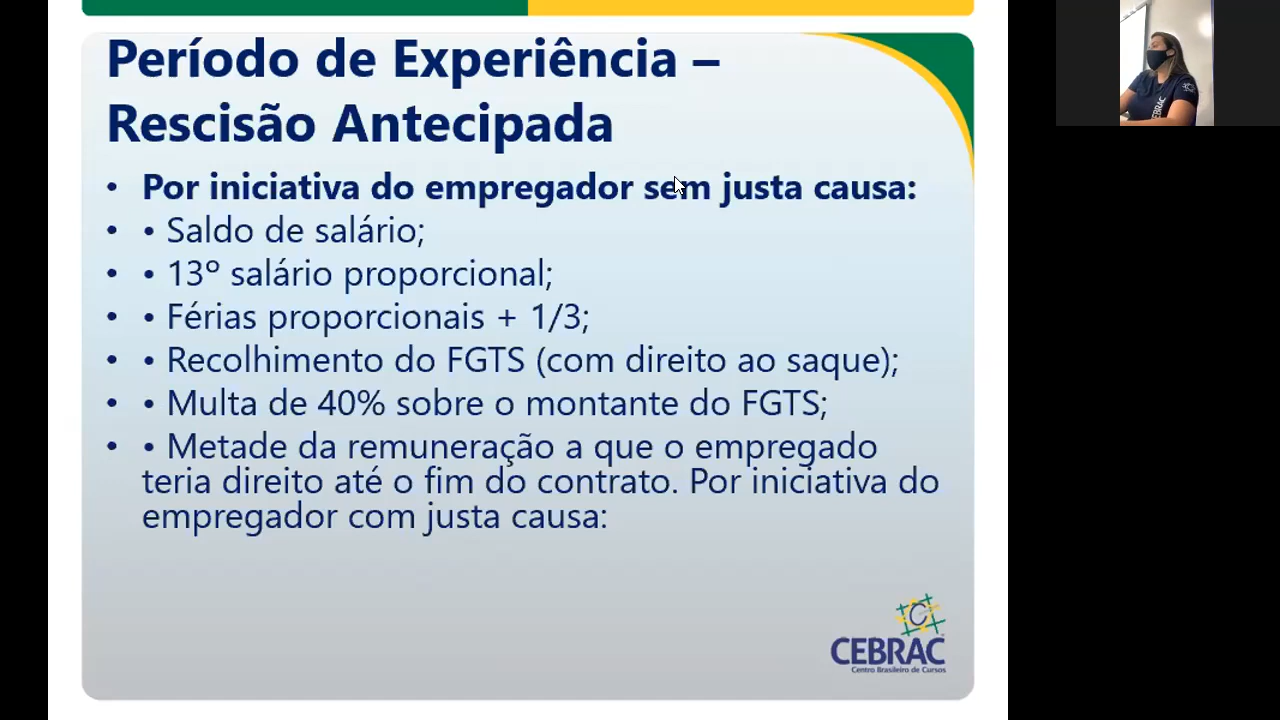 Período de Experiência –
Rescisão Antecipada
• Por iniciativa do empregador sem justa causa:
• • Saldo de salário;
• • 13º salário proporcional;
• • Férias proporcionais + 1/3;
• • Recolhimento do FGTS (com direito ao saque);
• • Multa de 40% sobre o montante do FGTS;
• • Metade da remuneração a que o empregado
teria direito até o fim do contrato. Por iniciativa do
empregador com justa causa:
CEBRAC
Centro Brasileiro de Cursos
CEBRAC